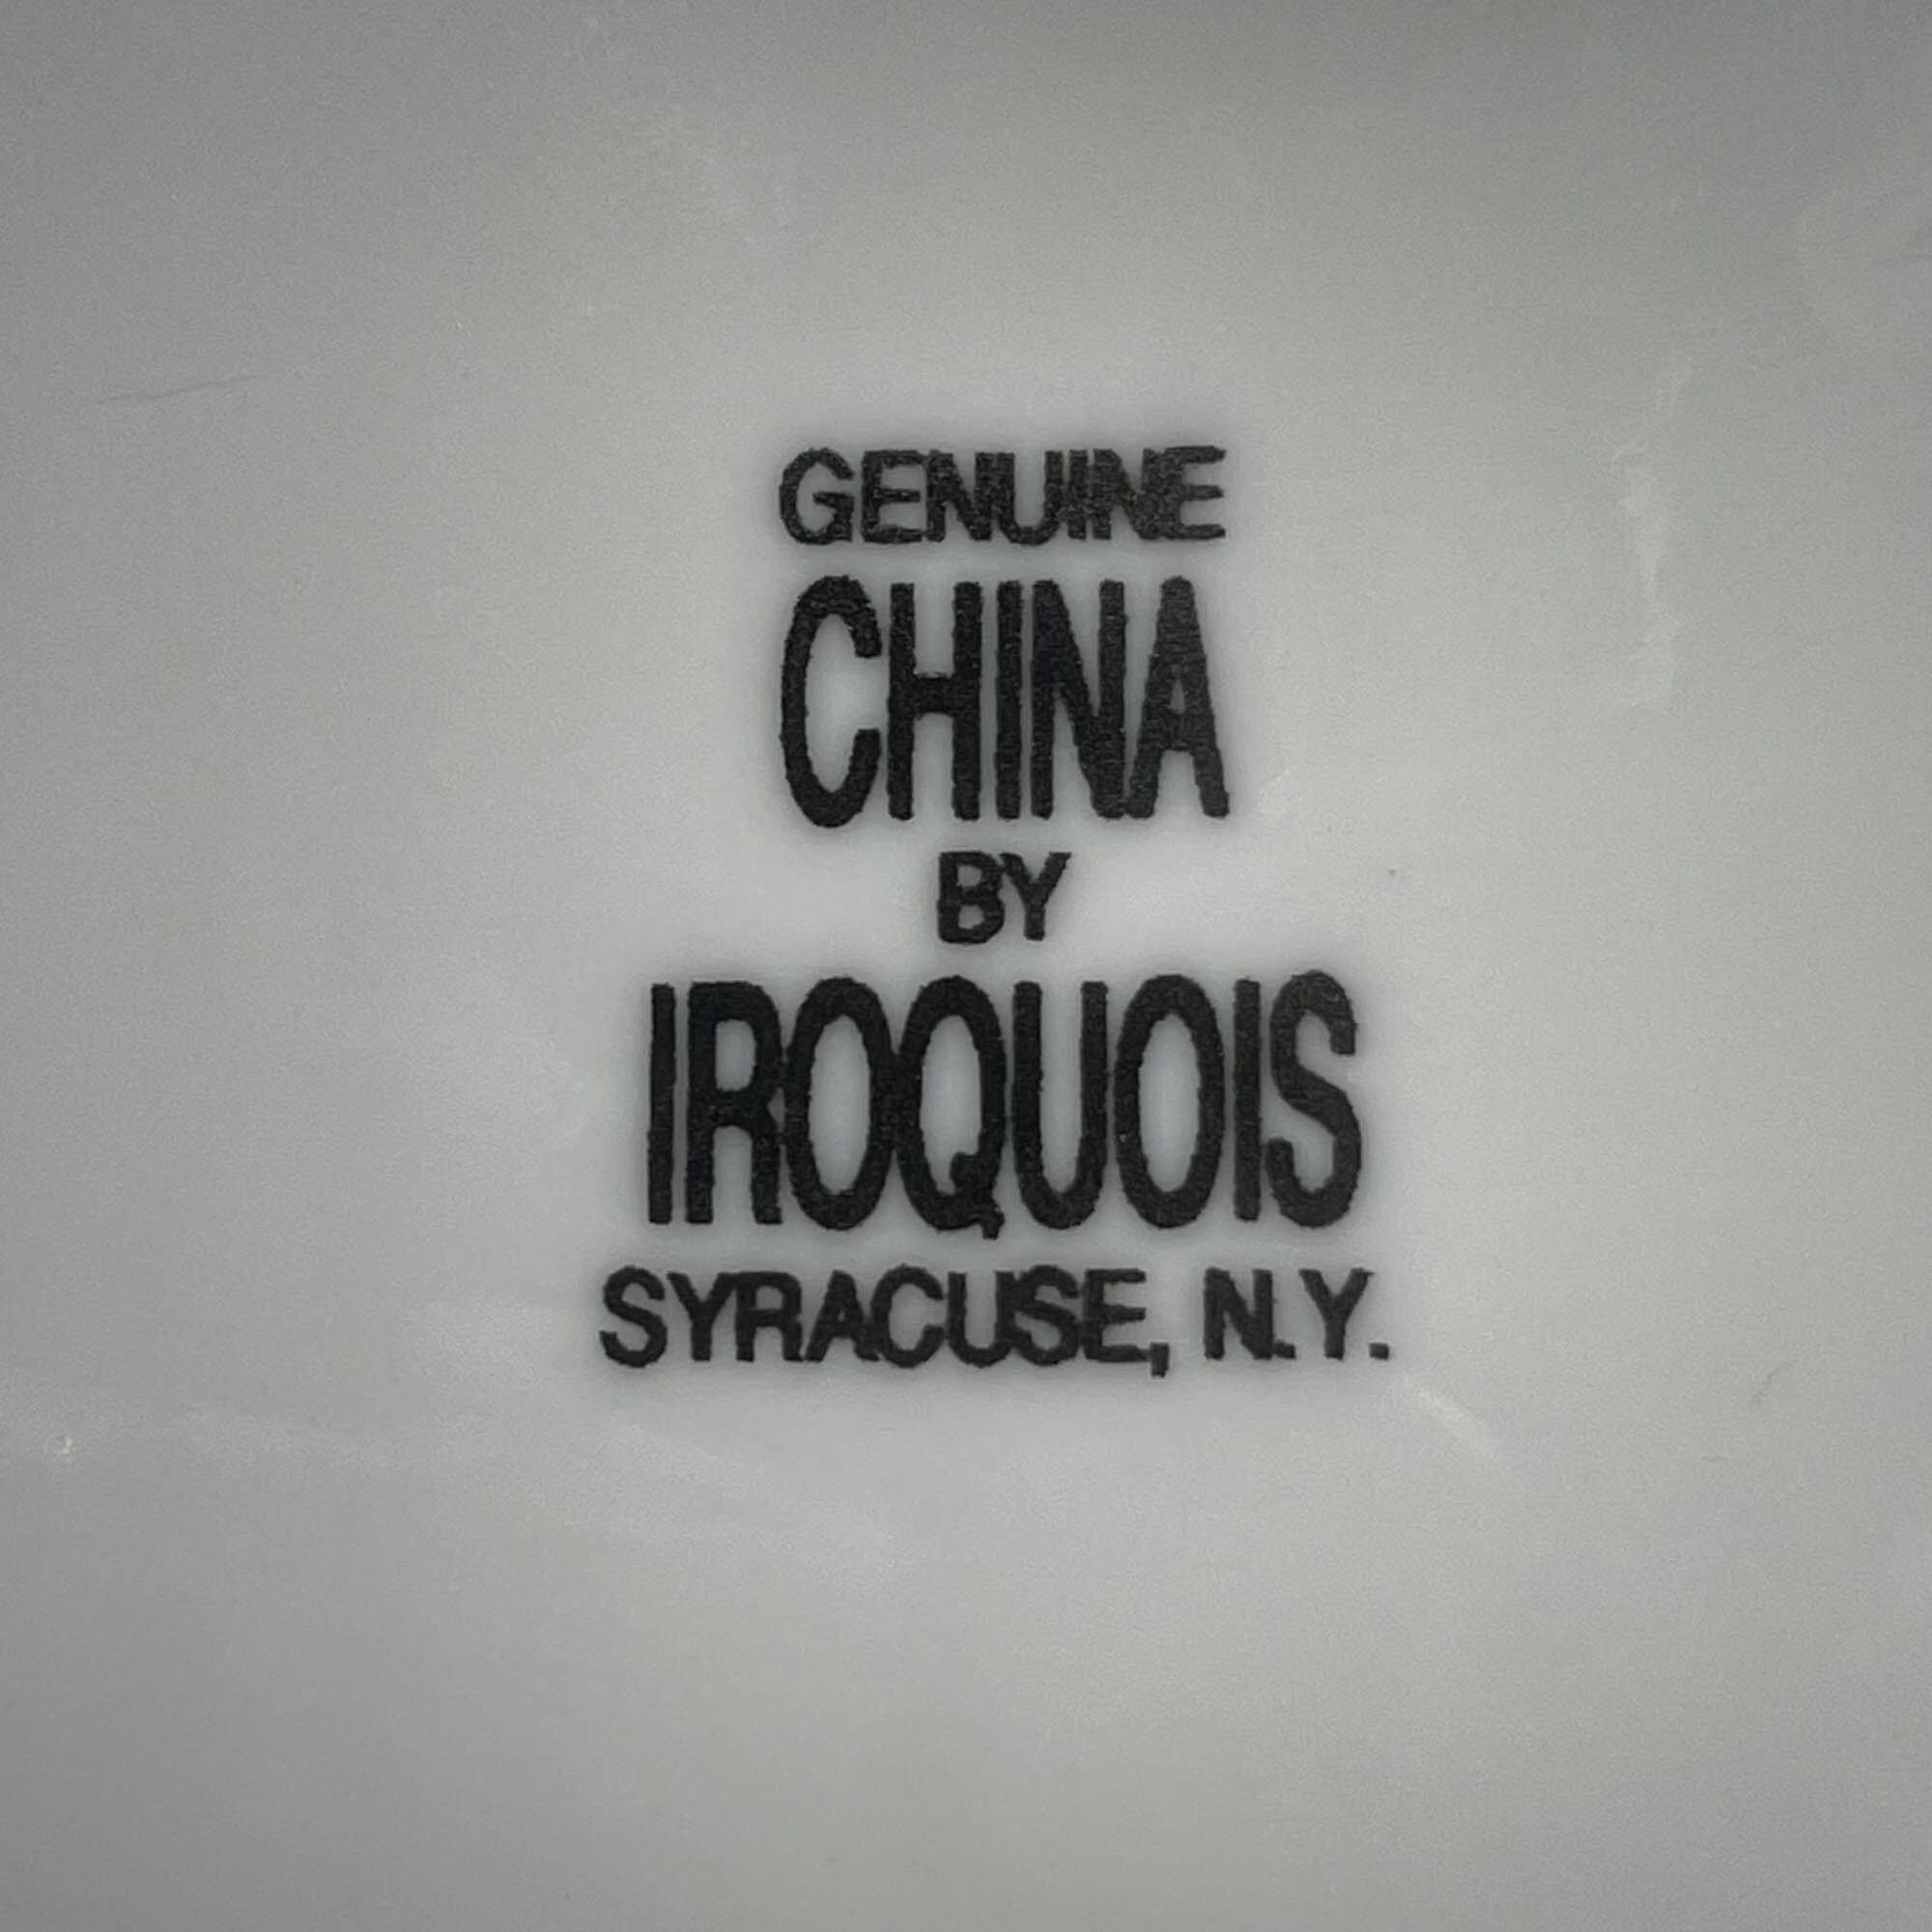 GENUINE
CHINA
BY
IROQUOIS
SYRACUSE, N.Y.